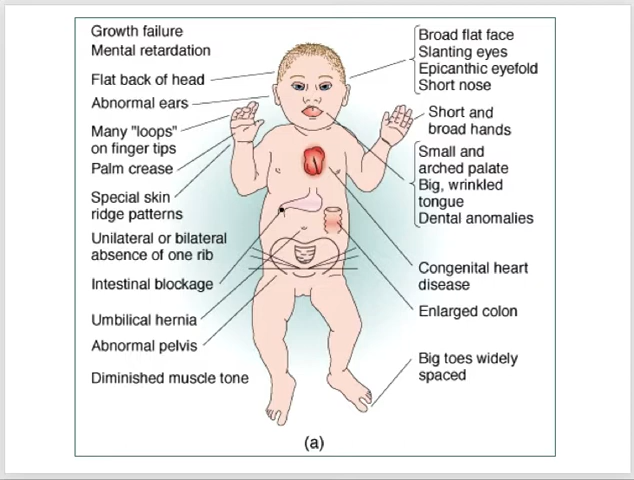 Growth failure
Mental retardation
Flat back of head
Abnormal ears
Many "loops"
on finger tips
Palm crease
Special skin
ridge patterns
Unilateral or bilateral
absence of one rib
Intestinal blockage
Umbilical hernia
Abnormal pelvis
Diminished muscle tone
Broad flat face
Slanting eyes
Epicanthic eyefold
Short nose
Short and
broad hands
Small and
arched palate
Big, wrinkled
tongue
Dental anomalies
Congenital heart
disease
Enlarged colon
Big toes widely
spaced
(a)